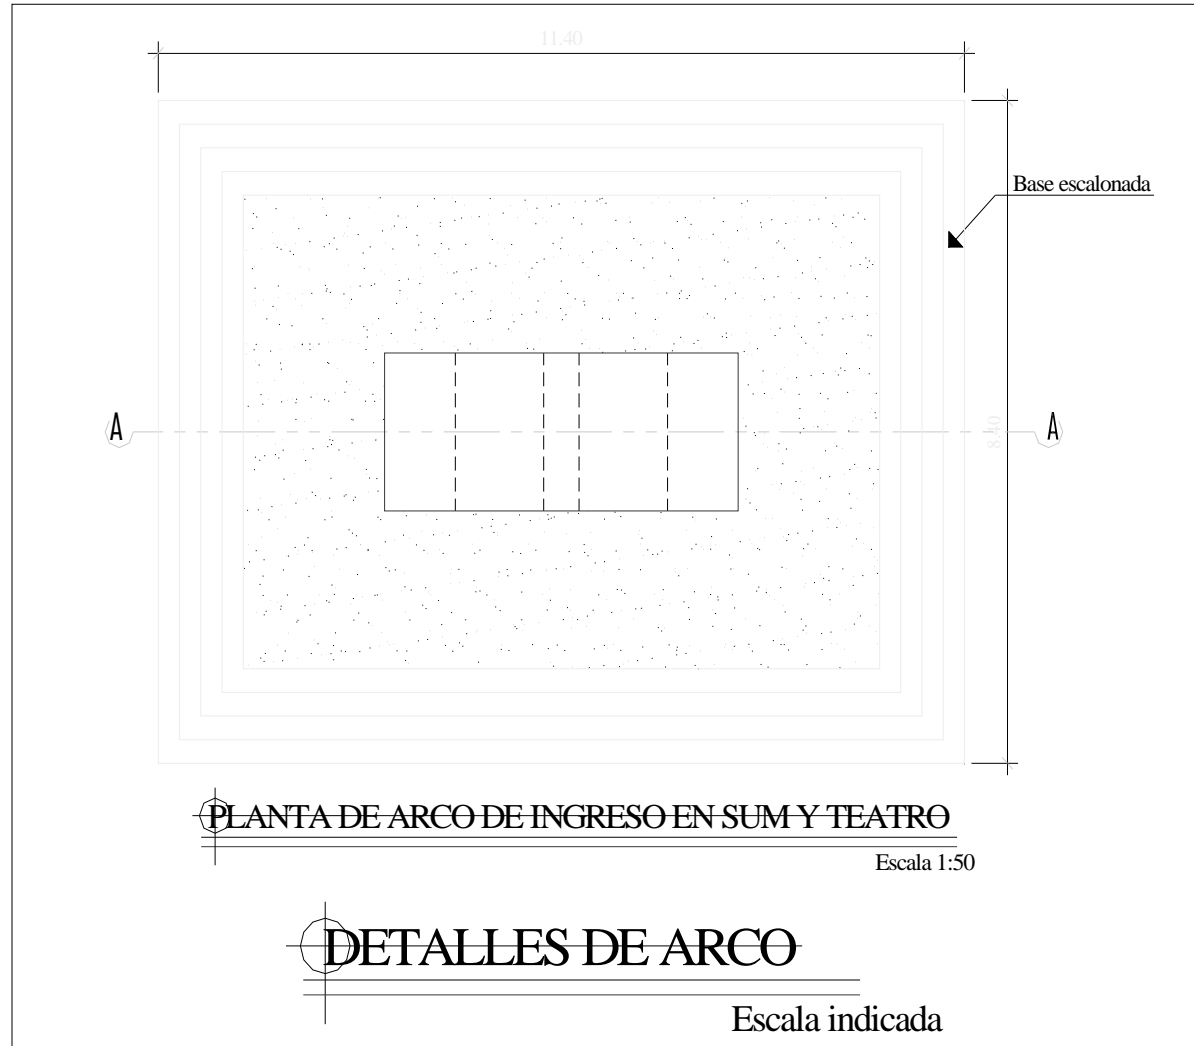 11.40
Base escalonada
A
8.40
A
PLANTA DE ARCO DE INGRESO EN SUM Y TEATRO
Escala 1:50
DETALLES DE ARCO
Escala indicada